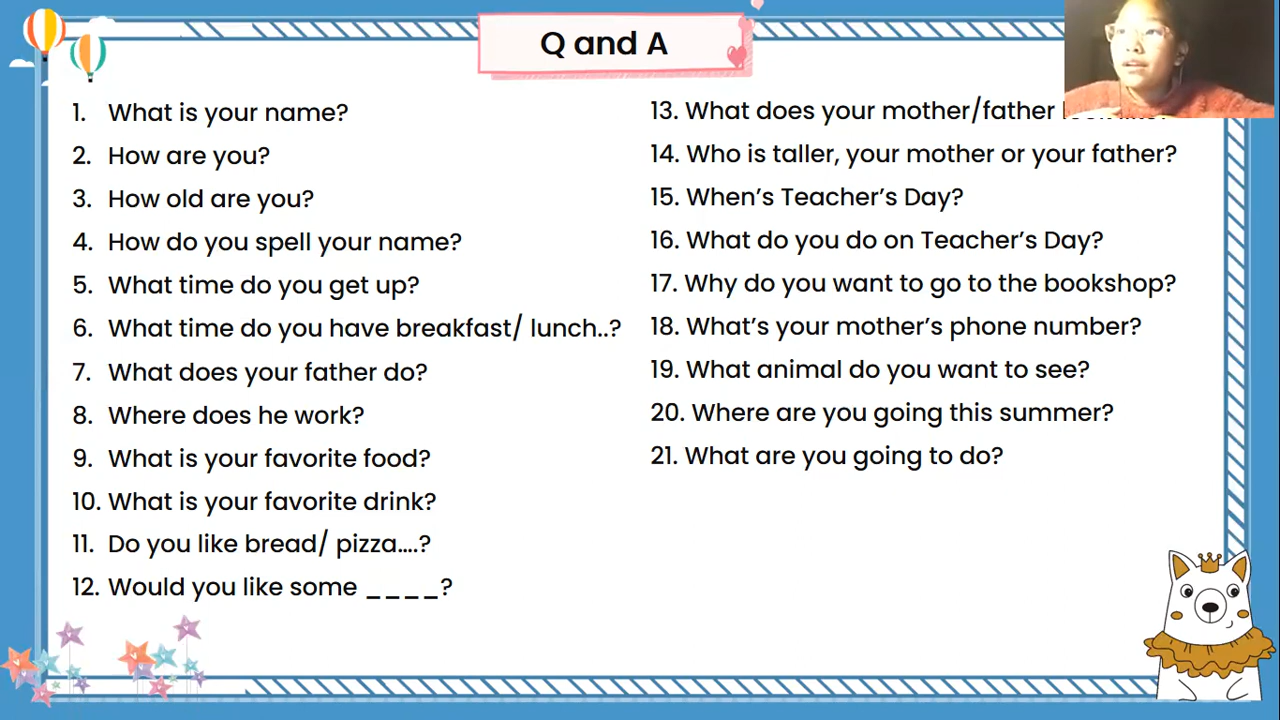 Q and A
1. What is your name?
2. How are you?
3. How old are you?
4. How do you spell your name?
5. What time do you get up?
6. What time do you have breakfast/ lunch..?
7. What does your father do?
8. Where does he work?
9. What is your favorite food?
10. What is your favorite drink?
11. Do you like bread/ pizza....?
12. Would you like some ____?
13. What does your mother/father
14. Who is taller, your mother or your father?
15. When's Teacher's Day?
16. What do you do on Teacher's Day?
17. Why do you want to go to the bookshop?
18. What's your mother's phone number?
19. What animal do you want to see?
20. Where are you going this summer?
21. What are you going to do?